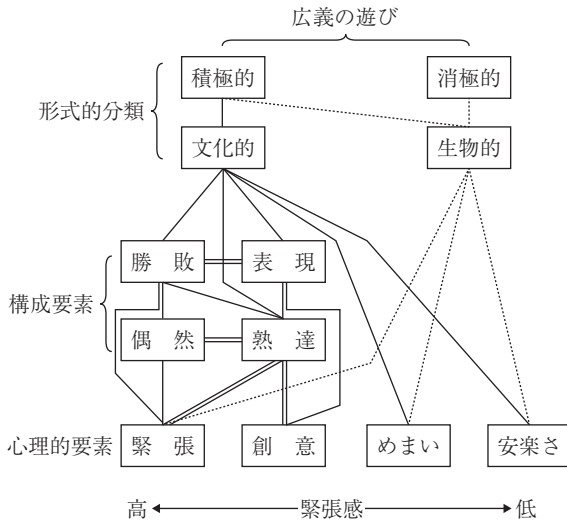 広義の遊び
積極的
消極的
形式的分類
文化的
生物的
勝 敗
表 現
構成要素
偶 然
熟 達
心理的要素
緊 張
創 意
めまい
安楽さ
高
緊張感
低